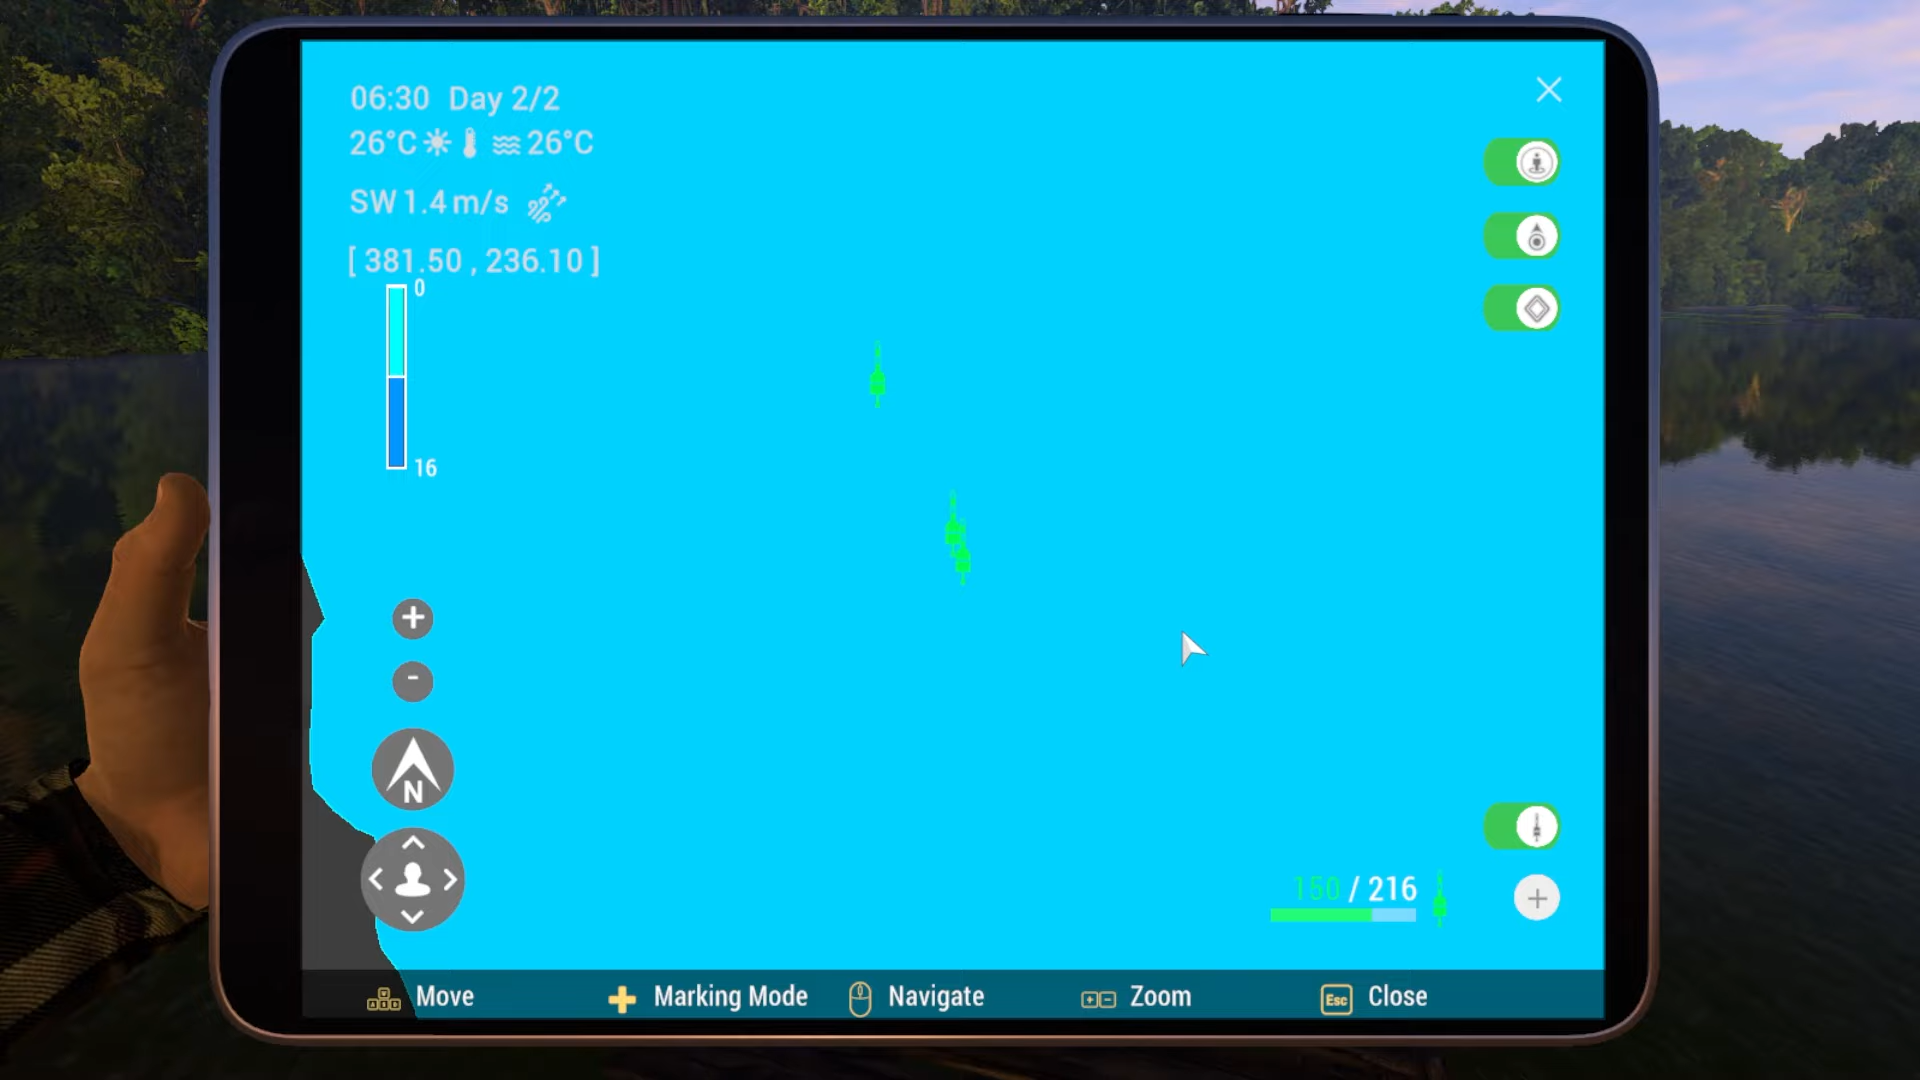 06:30 Day 2/2
26°C 26°C
SW 1.4 m/s
[ 381.50 , 236.10 ]
0
16
+
-
N
150 / 216
+
Move
Marking Mode
Navigate
Zoom
Esc Close